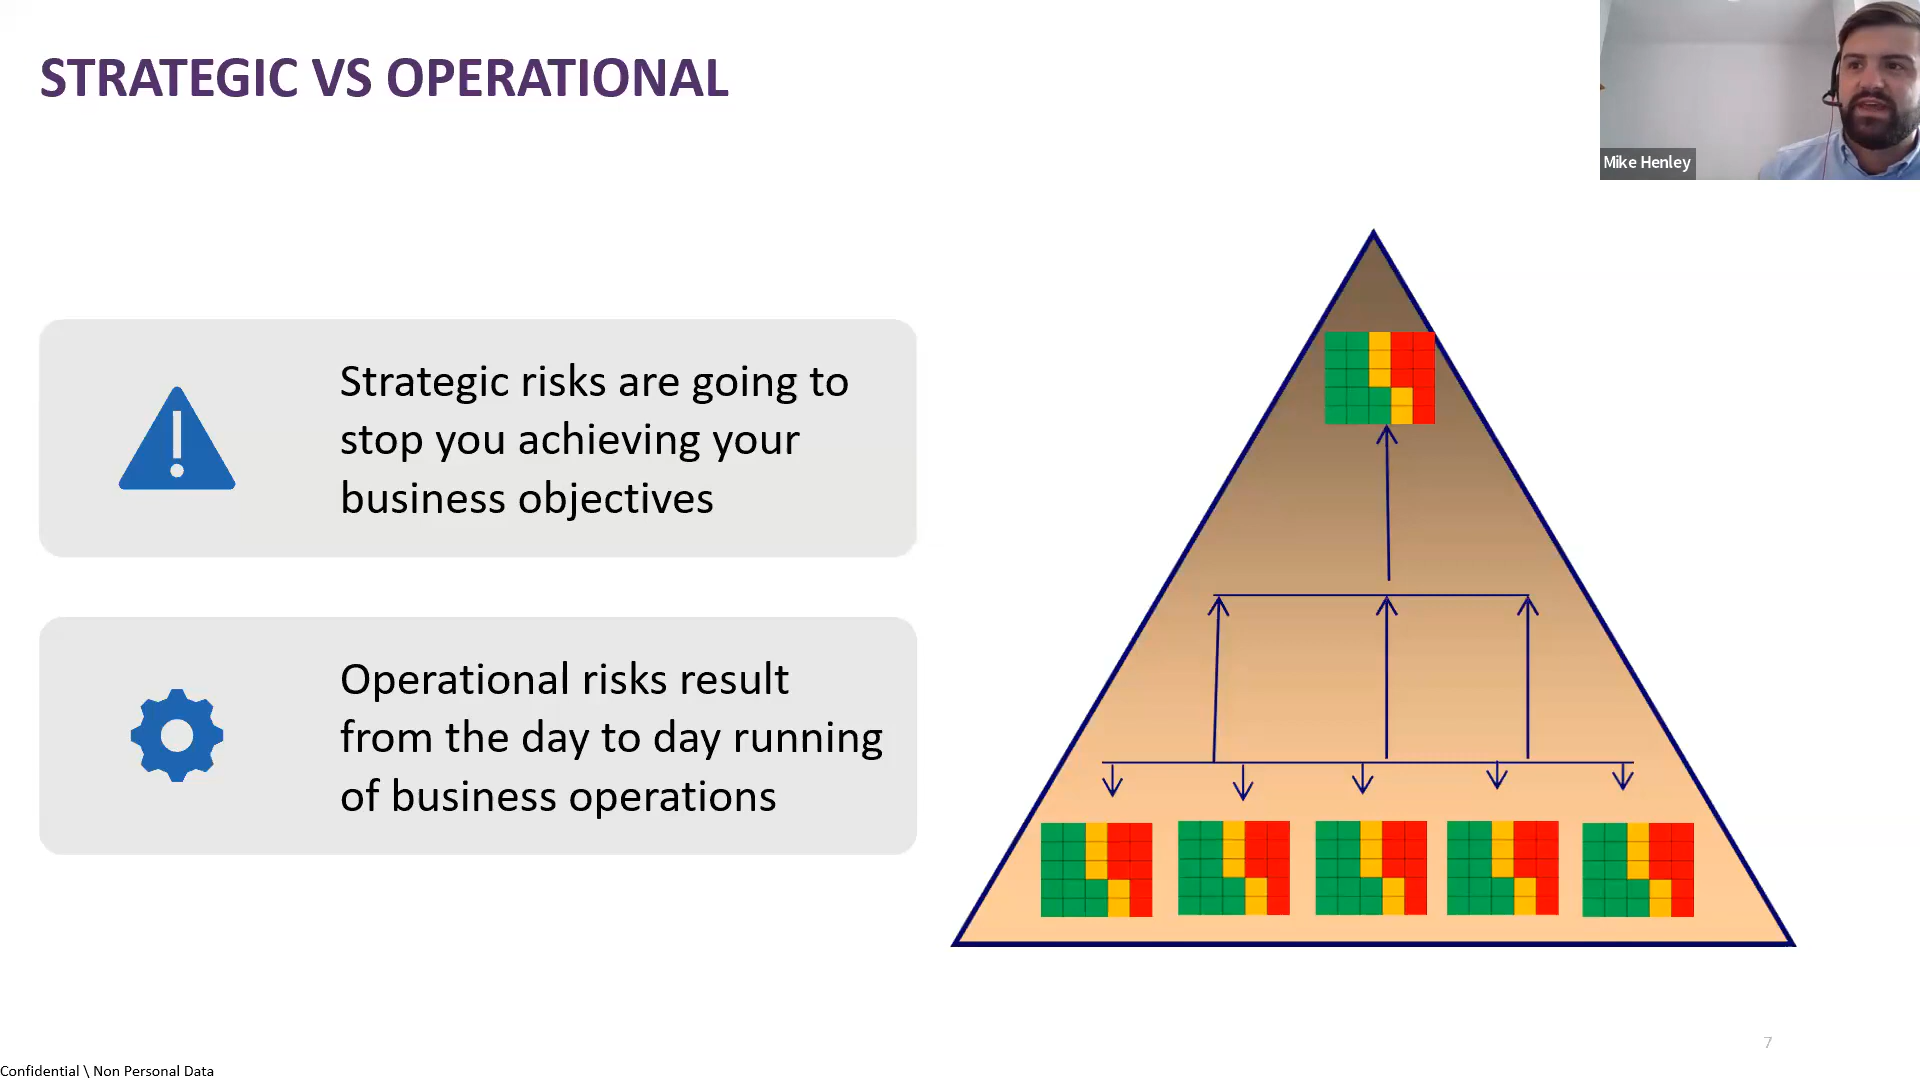 STRATEGIC VS OPERATIONAL
Mike Henley
Strategic risks are going to
stop you achieving your
business objectives
Operational risks result
from the day to day running
of business operations
7
Confidential \ Non Personal Data